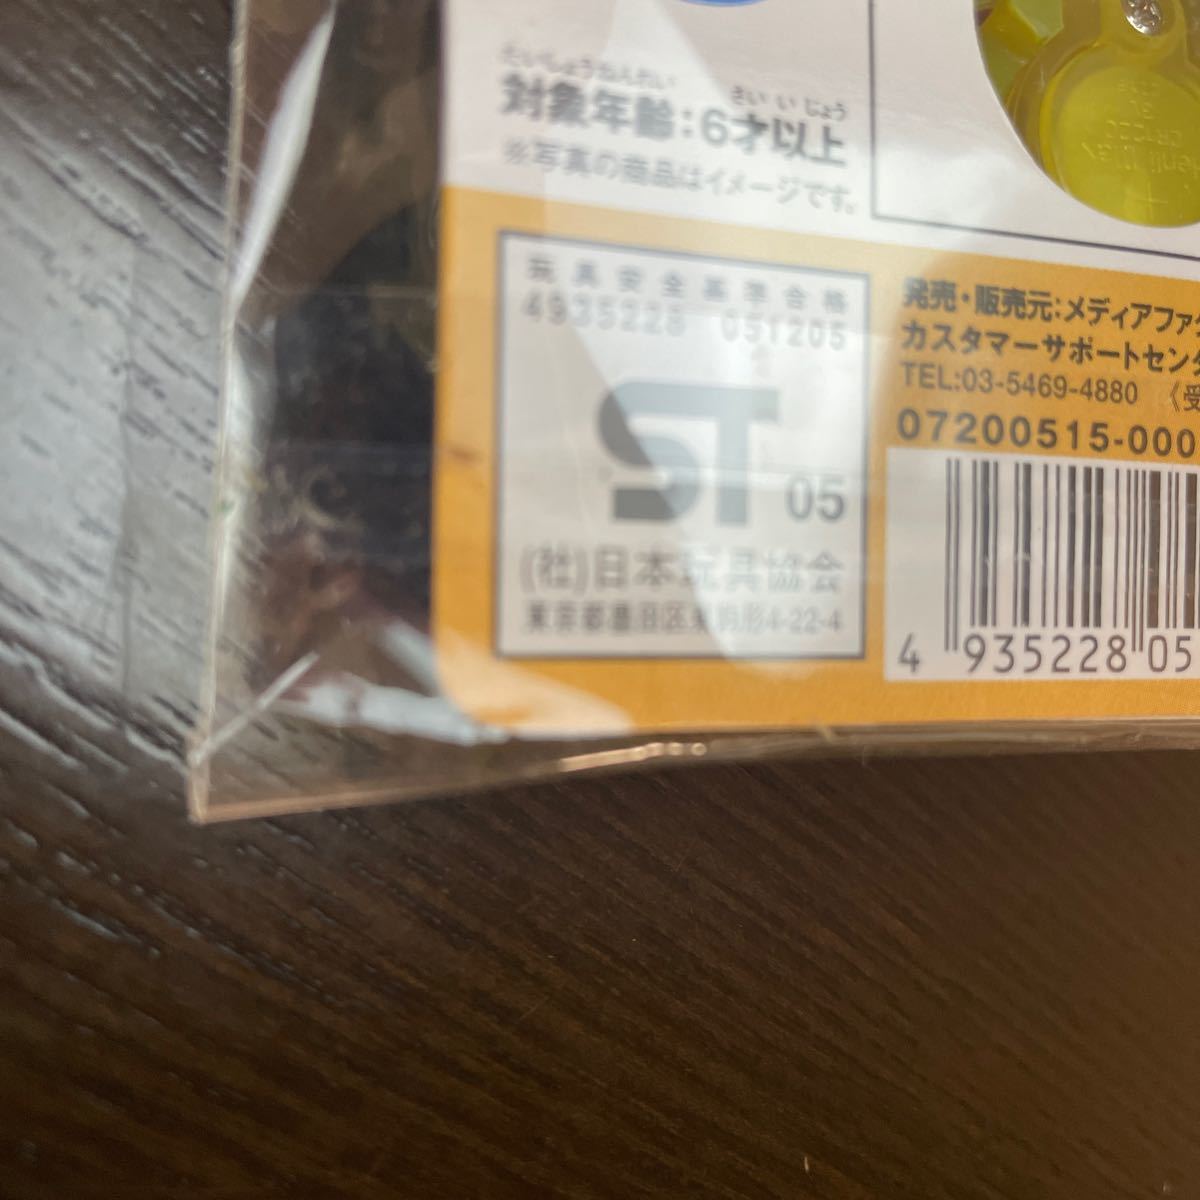 たいしょうねんれい
さい いじょう
対象年齢:6才以上
※写真の商品はイメージです。
玩具安全基準合格
4935228 051205
ST 05
(社)日本玩具協会
東京都墨田区東駒形4-22-4
発売・販売元:メディアファク
カスタマーサポートセンタ
TEL:03-5469-4880 《受
07200515-000
4 935228 05
CR1220